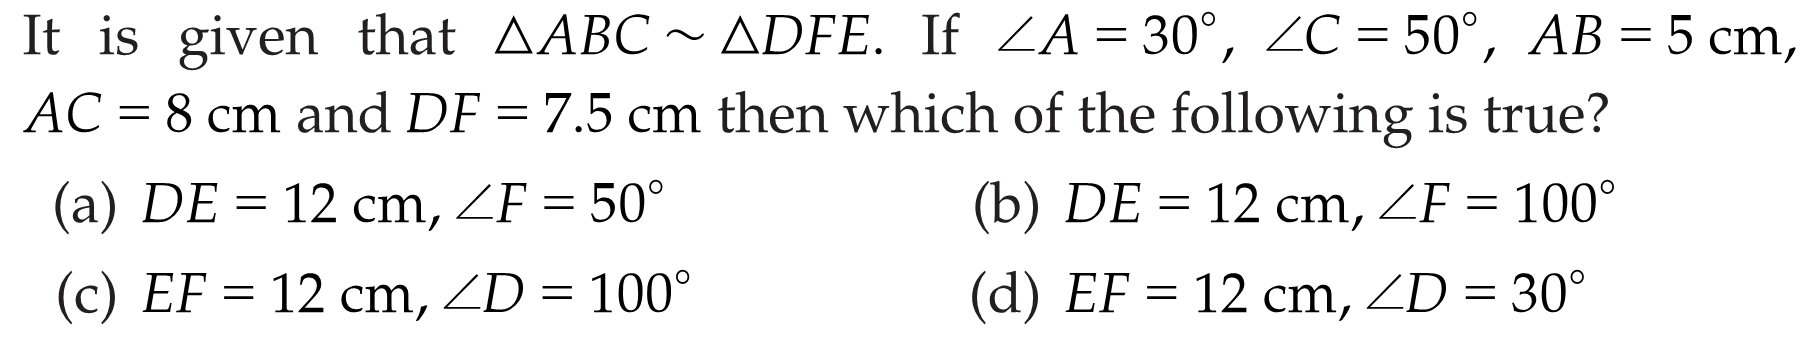 It is given that △ABC ~ △DFE. If ∠A = 30°, ∠C = 50°, AB = 5 cm,
AC = 8 cm and DF = 7.5 cm then which of the following is true?
(a) DE = 12 cm, ∠F = 50° (b) DE = 12 cm, ∠F = 100°
(c) EF = 12 cm, ∠D = 100° (d) EF = 12 cm, ∠D = 30°